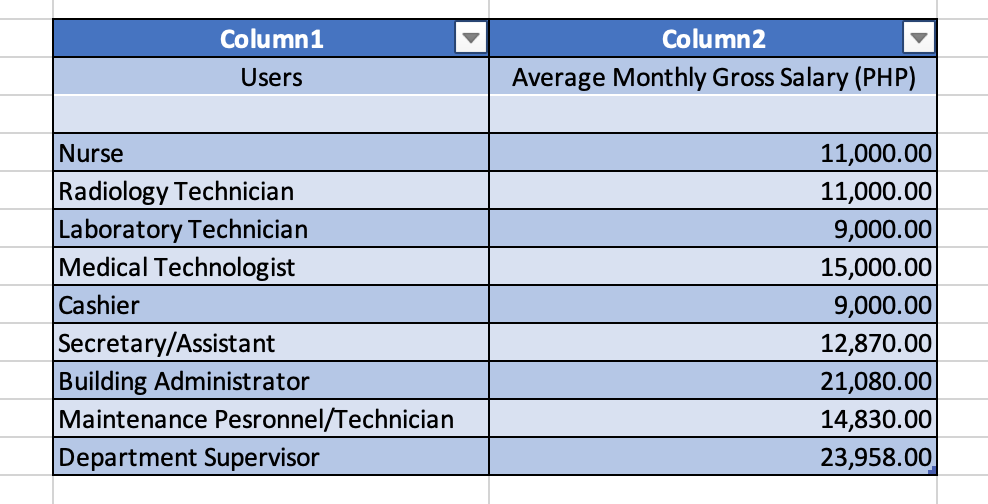 Column1 Column2
Users Average Monthly Gross Salary (PHP)
Nurse 11,000.00
Radiology Technician 11,000.00
Laboratory Technician 9,000.00
Medical Technologist 15,000.00
Cashier 9,000.00
Secretary/Assistant 12,870.00
Building Administrator 21,080.00
Maintenance Pesronnel/Technician 14,830.00
Department Supervisor 23,958.00